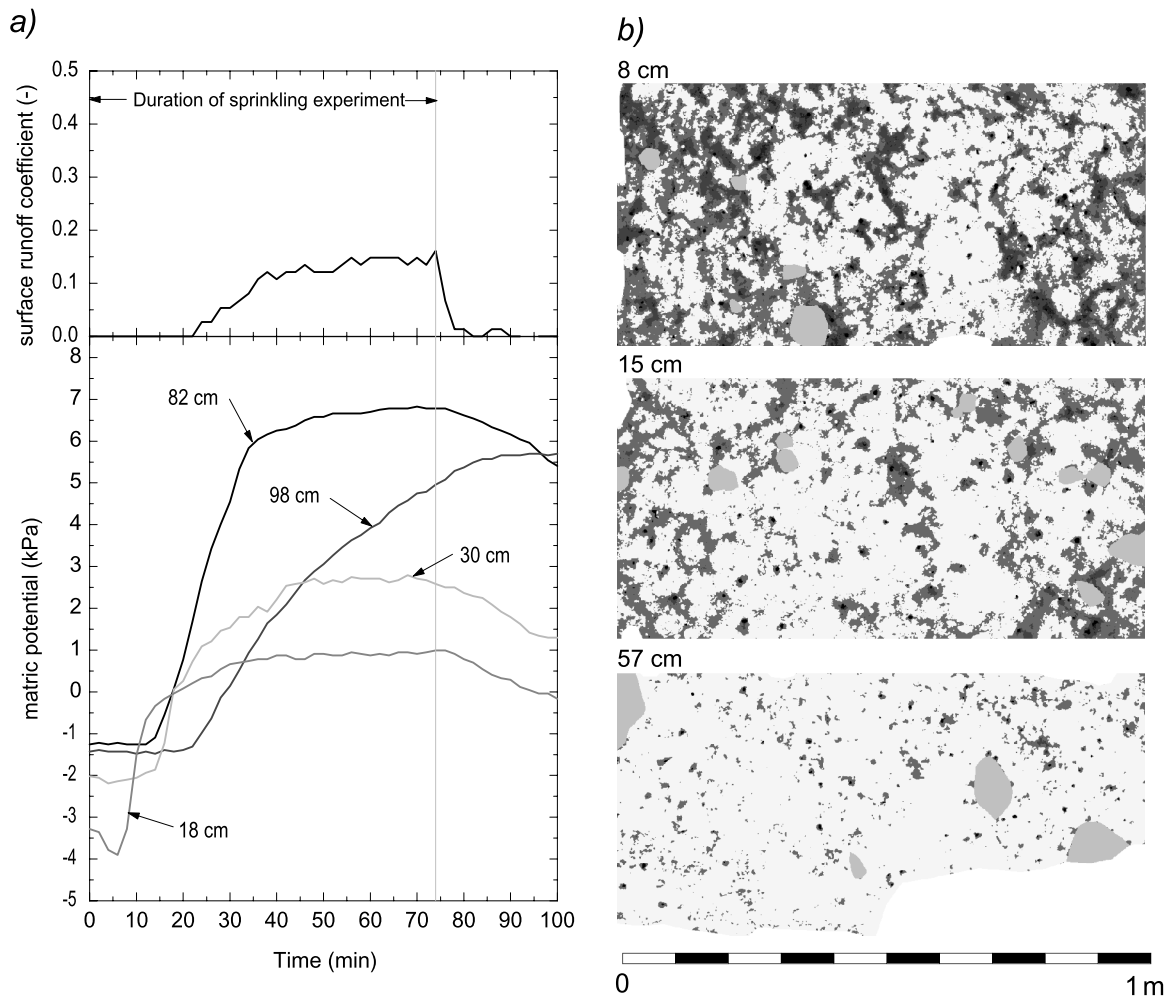 a)
surface runoff coefficient (-)
0.5
0.4
0.3
0.2
0.1
0.0
Duration of sprinkling experiment
matric potential (kPa)
8
7
6
5
4
3
2
1
0
-1
-2
-3
-4
-5
82 cm
98 cm
30 cm
18 cm
0 10 20 30 40 50 60 70 80 90 100
Time (min)
b)
8 cm
15 cm
57 cm
0 1 m